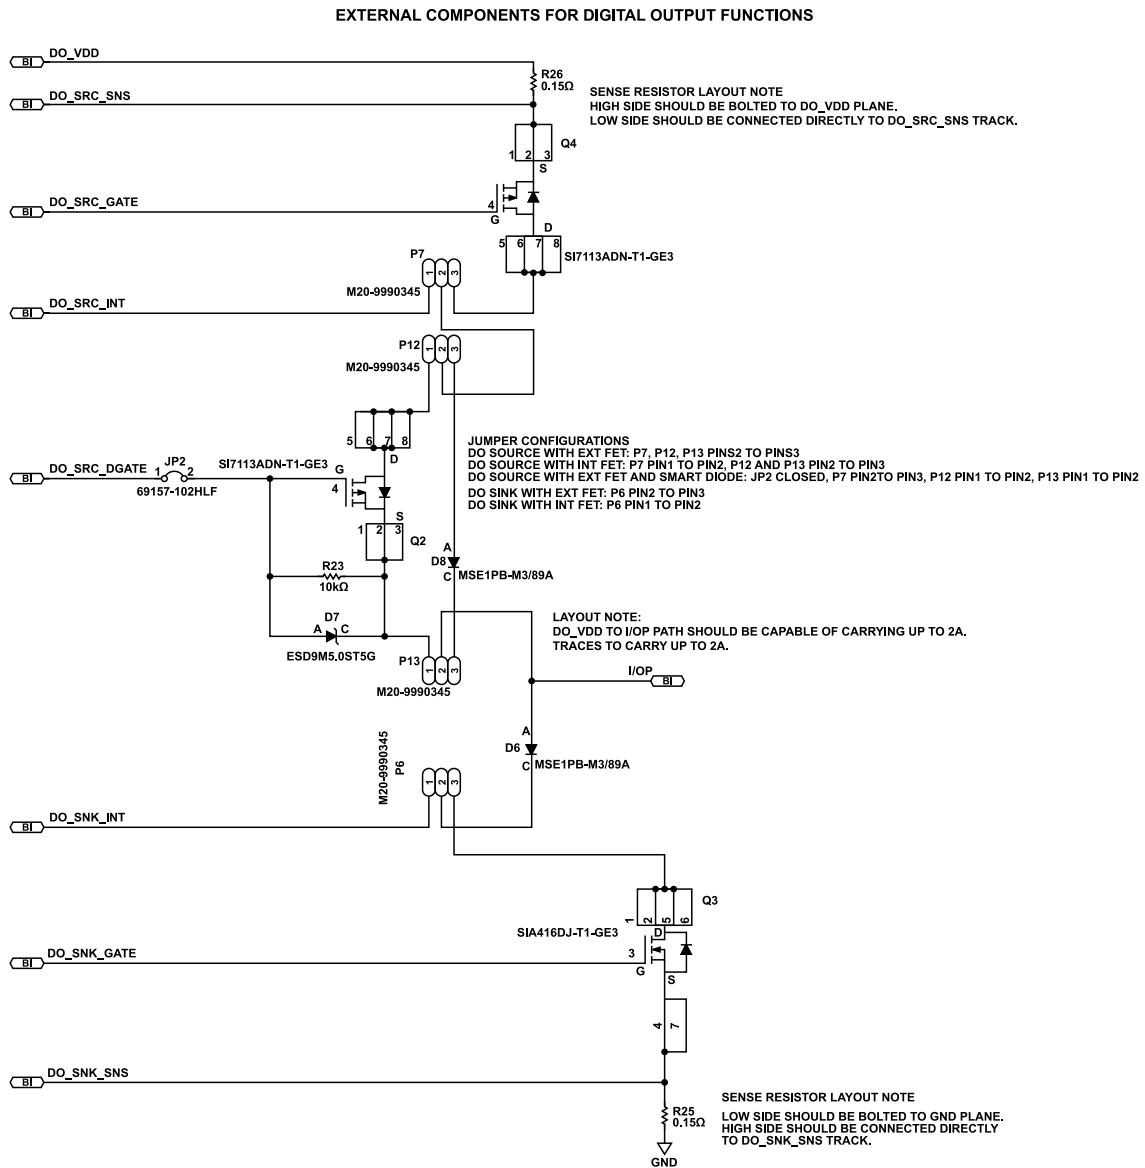 EXTERNAL COMPONENTS FOR DIGITAL OUTPUT FUNCTIONS
BI DO_VDD
R26
0.15Ω
BI DO_SRC_SNS
SENSE RESISTOR LAYOUT NOTE
HIGH SIDE SHOULD BE BOLTED TO DO_VDD PLANE.
LOW SIDE SHOULD BE CONNECTED DIRECTLY TO DO_SRC_SNS TRACK.
1 2 3 Q4
S
BI DO_SRC_GATE
4
G
D
5 6 7 8
SI7113ADN-T1-GE3
P7
1 2 3
M20-9990345
BI DO_SRC_INT
P12
1 2 3
M20-9990345
5 6 7 8
D
JUMPER CONFIGURATIONS
DO SOURCE WITH EXT FET: P7, P12, P13 PINS2 TO PINS3
DO SOURCE WITH INT FET: P7 PIN1 TO PIN2, P12 AND P13 PIN2 TO PIN3
DO SOURCE WITH EXT FET AND SMART DIODE: JP2 CLOSED, P7 PIN2TO PIN3, P12 PIN1 TO PIN2, P13 PIN1 TO PIN2
DO SINK WITH EXT FET: P6 PIN2 TO PIN3
DO SINK WITH INT FET: P6 PIN1 TO PIN2
BI DO_SRC_DGATE
JP2
1 2
69157-102HLF
SI7113ADN-T1-GE3
G
4
S
1 2 3
Q2
R23
10kΩ
A
D8
C MSE1PB-M3/89A
D7
A C
ESD9M5.0ST5G
LAYOUT NOTE:
DO_VDD TO I/OP PATH SHOULD BE CAPABLE OF CARRYING UP TO 2A.
TRACES TO CARRY UP TO 2A.
P13
1 2 3
M20-9990345
I/OP BI
A
D6
C MSE1PB-M3/89A
M20-9990345
P6
1 2 3
BI DO_SNK_INT
1 2 5 6
Q3
SIA416DJ-T1-GE3
D
BI DO_SNK_GATE
3
G
S
4 7
BI DO_SNK_SNS
R25
0.15Ω
GND
SENSE RESISTOR LAYOUT NOTE
LOW SIDE SHOULD BE BOLTED TO GND PLANE.
HIGH SIDE SHOULD BE CONNECTED DIRECTLY
TO DO_SNK_SNS TRACK.